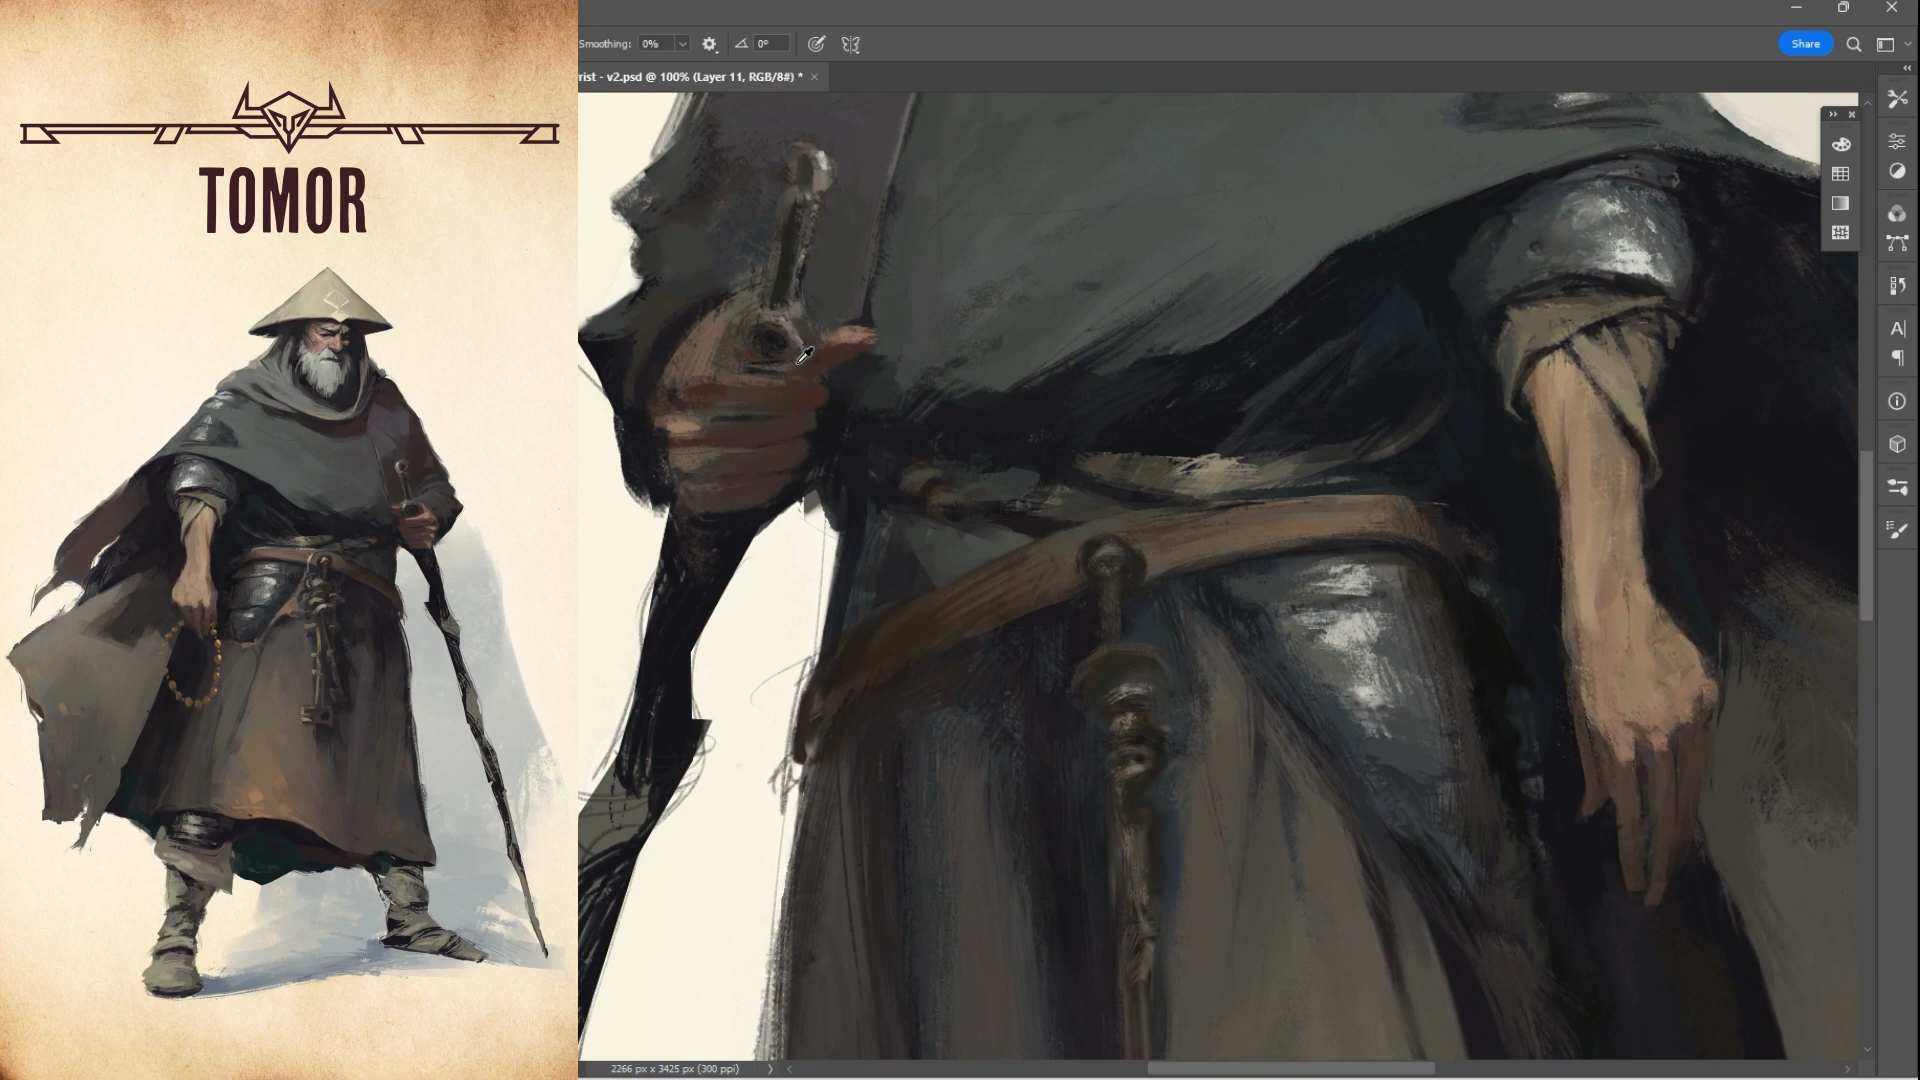 TOMOR
Smoothing: 0% 0°
Share
rist - v2.psd @ 100% (Layer 11, RGB/8#) *
2266 px x 3425 px (300 ppi)